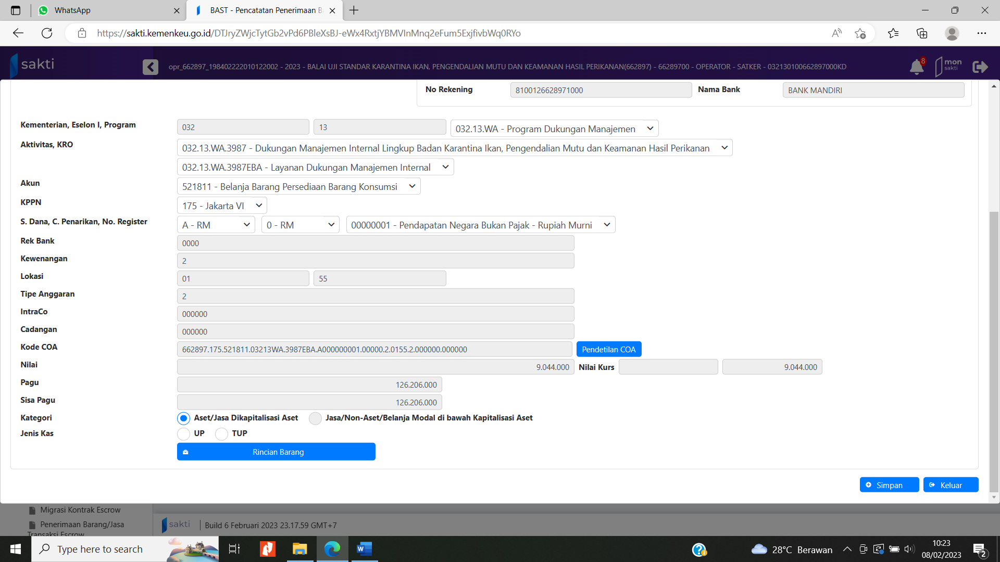 WhatsApp
BAST - Pencatatan Penerimaan B
https://sakti.kemenkeu.go.id/DTJryZWjcTytGb2vPd6PBleXsBJ-eWx4RxtjYBMVInMnq2eFum5ExjfivbWq0RYo
sakti
opr_662897_198402222010122002 - 2023 - BALAI UJI STANDAR KARANTINA IKAN, PENGENDALIAN MUTU DAN KEAMANAN HASIL PERIKANAN(662897) - 66289700 - OPERATOR - SATKER - 032130100662897000KD
8
mon sakti
No Rekening 8100126628971000 Nama Bank BANK MANDIRI
Kementerian, Eselon I, Program 032 13 032.13.WA - Program Dukungan Manajemen
Aktivitas, KRO 032.13.WA.3987 - Dukungan Manajemen Internal Lingkup Badan Karantina Ikan, Pengendalian Mutu dan Keamanan Hasil Perikanan
032.13.WA.3987EBA - Layanan Dukungan Manajemen Internal
Akun 521811 - Belanja Barang Persediaan Barang Konsumsi
KPPN 175 - Jakarta VI
S. Dana, C. Penarikan, No. Register A - RM 0 - RM 00000001 - Pendapatan Negara Bukan Pajak - Rupiah Murni
Rek Bank 0000
Kewenangan 2
Lokasi 01 55
Tipe Anggaran 2
IntraCo 000000
Cadangan 000000
Kode COA 662897.175.521811.03213WA.3987EBA.A000000001.00000.2.0155.2.000000.000000 Pendetilan COA
Nilai 9.044.000 Nilai Kurs 9.044.000
Pagu 126.206.000
Sisa Pagu 126.206.000
Kategori Aset/Jasa Dikapitalisasi Aset Jasa/Non-Aset/Belanja Modal di bawah Kapitalisasi Aset
Jenis Kas UP TUP
Rincian Barang
Simpan Keluar
Migrasi Kontrak Escrow
Penerimaan Barang/Jasa
Transaksi Escrow
sakti Build 6 Februari 2023 23.17.59 GMT+7
Type here to search
28°C Berawan
10:23
08/02/2023
2